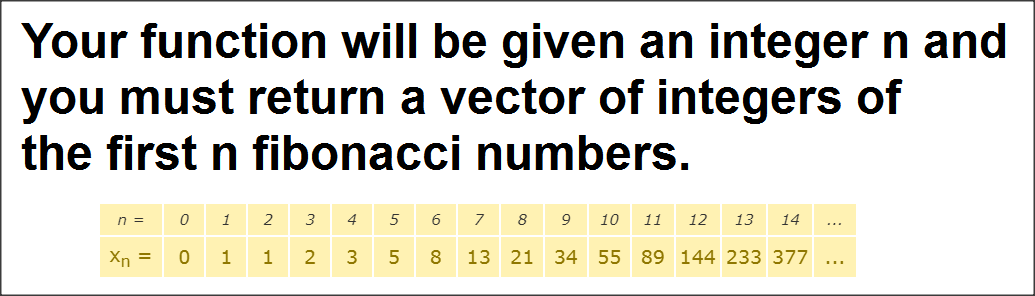 Your function will be given an integer n and
you must return a vector of integers of
the first n fibonacci numbers.
n = 0 1 2 3 4 5 6 7 8 9 10 11 12 13 14 ...
xn = 0 1 1 2 3 5 8 13 21 34 55 89 144 233 377 ...